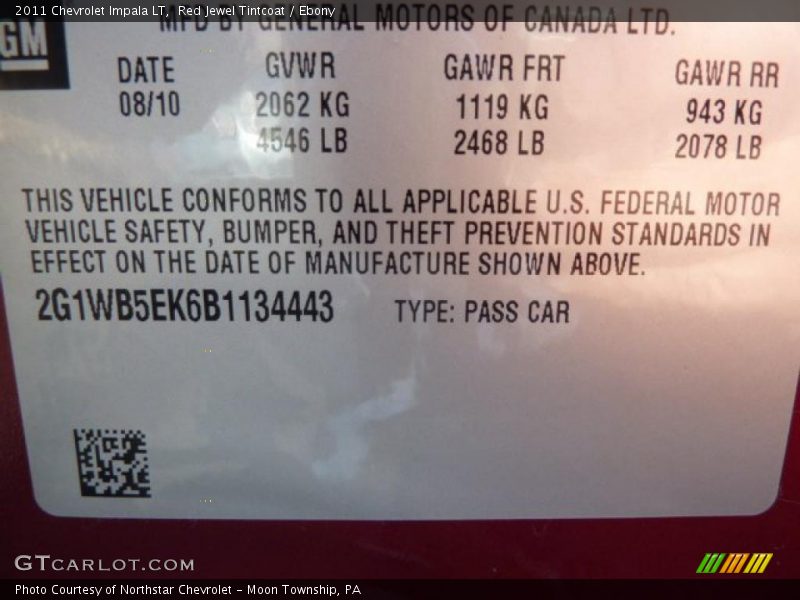 2011 Chevrolet Impala LT, Red Jewel Tintcoat / Ebony
MFD BY GENERAL MOTORS OF CANADA LTD.
GM
DATE GVWR GAWR FRT GAWR RR
08/10 2062 KG 1119 KG 943 KG
4546 LB 2468 LB 2078 LB
THIS VEHICLE CONFORMS TO ALL APPLICABLE U.S. FEDERAL MOTOR
VEHICLE SAFETY, BUMPER, AND THEFT PREVENTION STANDARDS IN
EFFECT ON THE DATE OF MANUFACTURE SHOWN ABOVE.
2G1WB5EK6B1134443 TYPE: PASS CAR
GTCARLOT.COM
Photo Courtesy of Northstar Chevrolet - Moon Township, PA